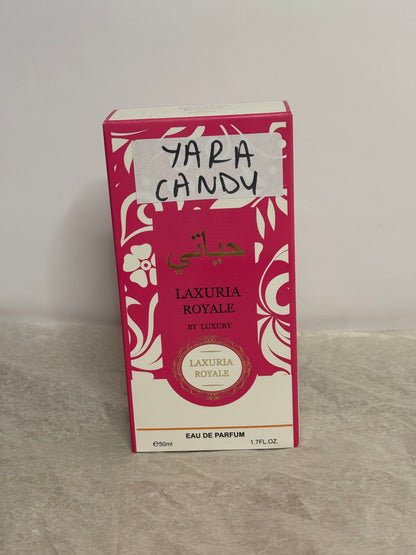 YARA
CANDY
حياتي
LAXURIA
ROYALE
BY LUXURY
LAXURIA
ROYALE
EAU DE PARFUM
℮50ml 1.7FL.OZ.